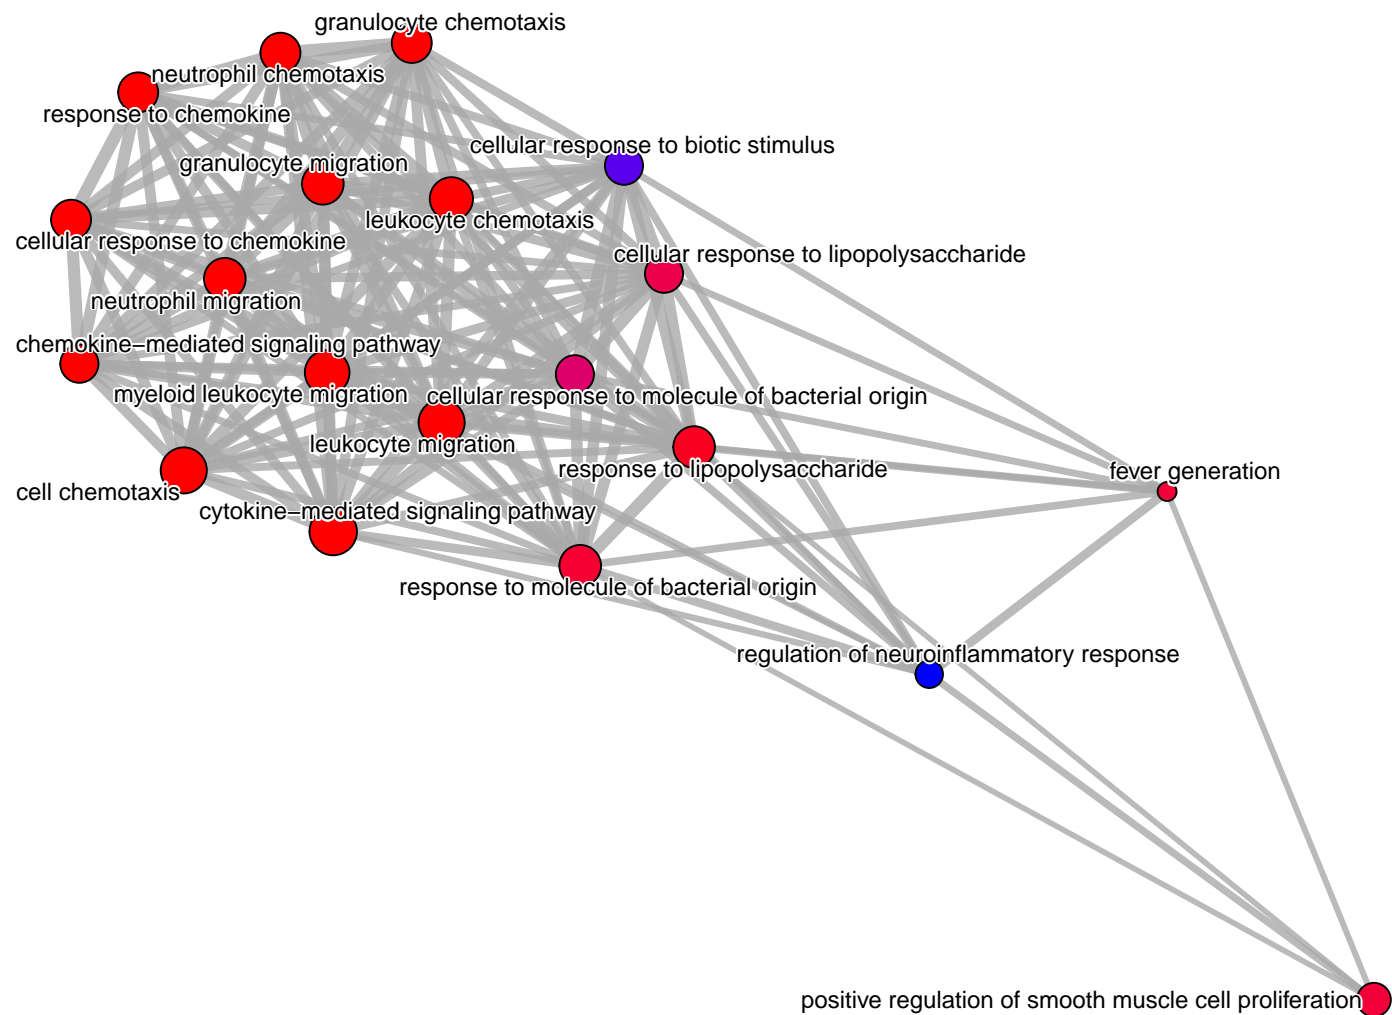 granulocyte chemotaxis
neutrophil chemotaxis
response to chemokine
cellular response to biotic stimulus
granulocyte migration
leukocyte chemotaxis
cellular response to chemokine
cellular response to lipopolysaccharide
neutrophil migration
chemokine−mediated signaling pathway
myeloid leukocyte migration
cellular response to molecule of bacterial origin
leukocyte migration
response to lipopolysaccharide
fever generation
cell chemotaxis
cytokine−mediated signaling pathway
response to molecule of bacterial origin
regulation of neuroinflammatory response
positive regulation of smooth muscle cell proliferation